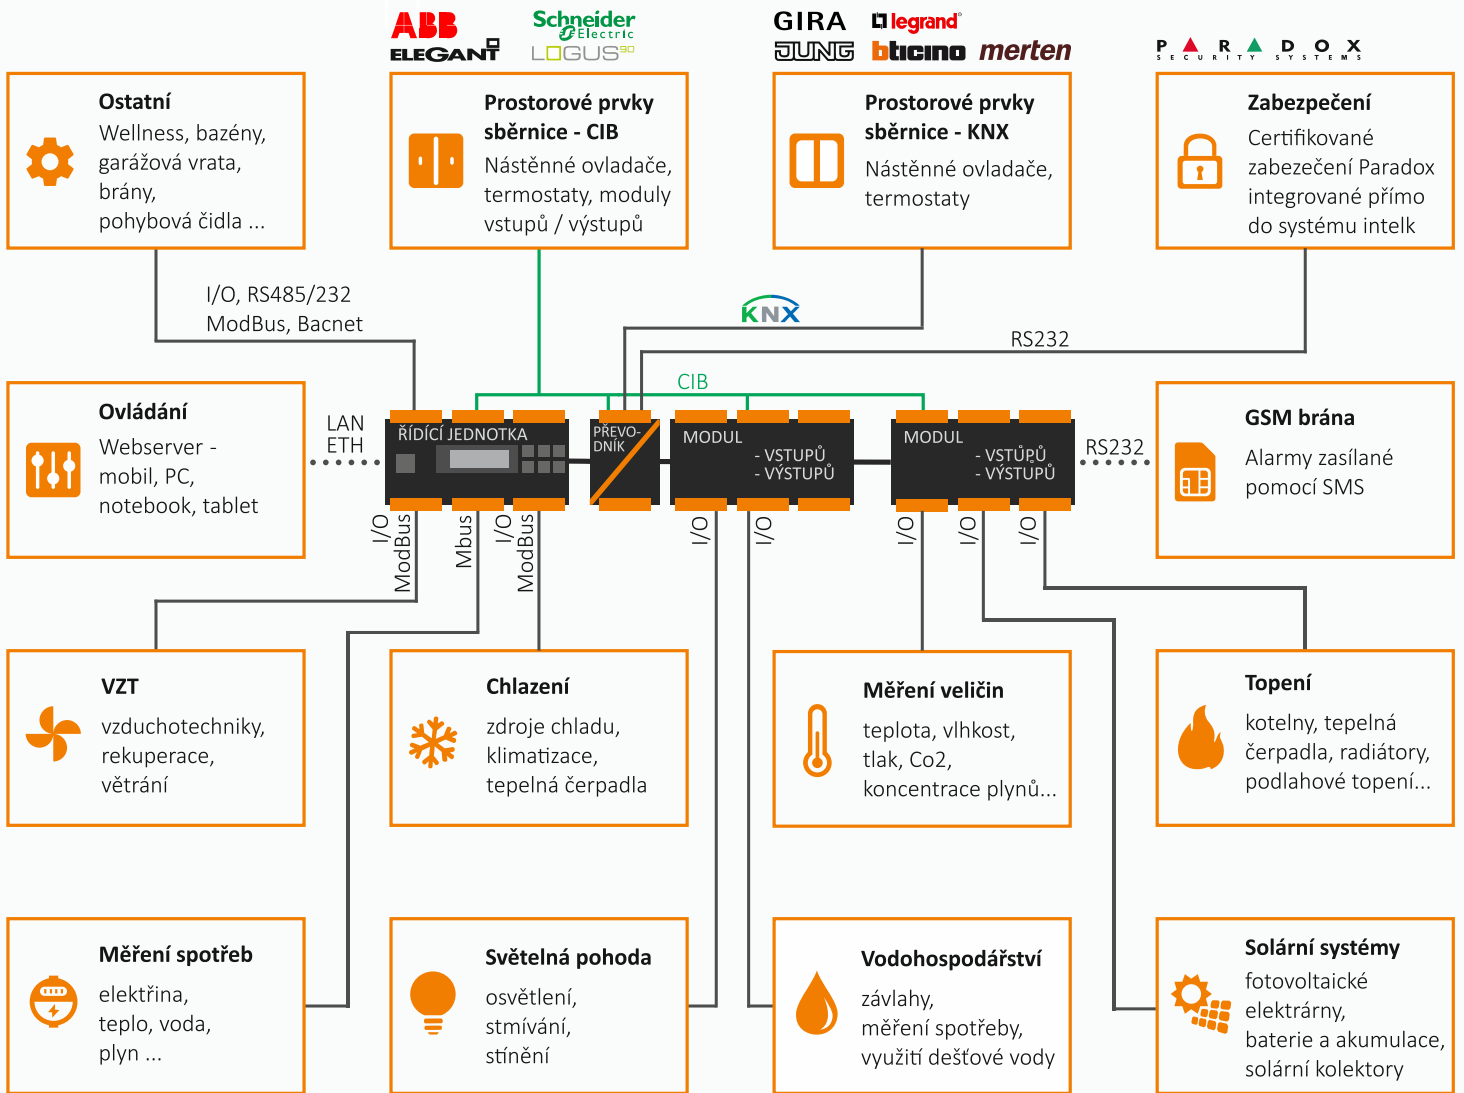 ABB
ELEGANT
Schneider
Electric
LOGUS90
GIRA
JUNG
legrand®
bticino
merten
PARADOX
SECURITY SYSTEMS
Ostatní
Wellness, bazény,
garážová vrata,
brány,
pohybová čidla ...
Prostorové prvky
sběrnice - CIB
Nástěnné ovladače,
termostaty, moduly
vstupů / výstupů
Prostorové prvky
sběrnice - KNX
Nástěnné ovladače,
termostaty
Zabezpečení
Certifikované
zabezečení Paradox
integrované přímo
do systému intelk
I/O, RS485/232
ModBus, Bacnet
KNX
RS232
CIB
Ovládání
Webserver -
mobil, PC,
notebook, tablet
LAN
ETH
ŘÍDÍCÍ JEDNOTKA
PŘEVO-
DNÍK
MODUL
- VSTUPŮ
- VÝSTUPŮ
MODUL
- VSTUPŮ
- VÝSTUPŮ
RS232
GSM brána
Alarmy zasílané
pomocí SMS
I/O
ModBus
Mbus
I/O
ModBus
I/O
I/O
I/O
I/O
I/O
VZT
vzduchotechniky,
rekuperace,
větrání
Chlazení
zdroje chladu,
klimatizace,
tepelná čerpadla
Měření veličin
teplota, vlhkost,
tlak, Co2,
koncentrace plynů...
Topení
kotelny, tepelná
čerpadla, radiátory,
podlahové topení...
Měření spotřeb
elektřina,
teplo, voda,
plyn ...
Světelná pohoda
osvětlení,
stmívání,
stínění
Vodohospodářství
závlahy,
měření spotřeby,
využití dešťové vody
Solární systémy
fotovoltaické
elektrárny,
baterie a akumulace,
solární kolektory